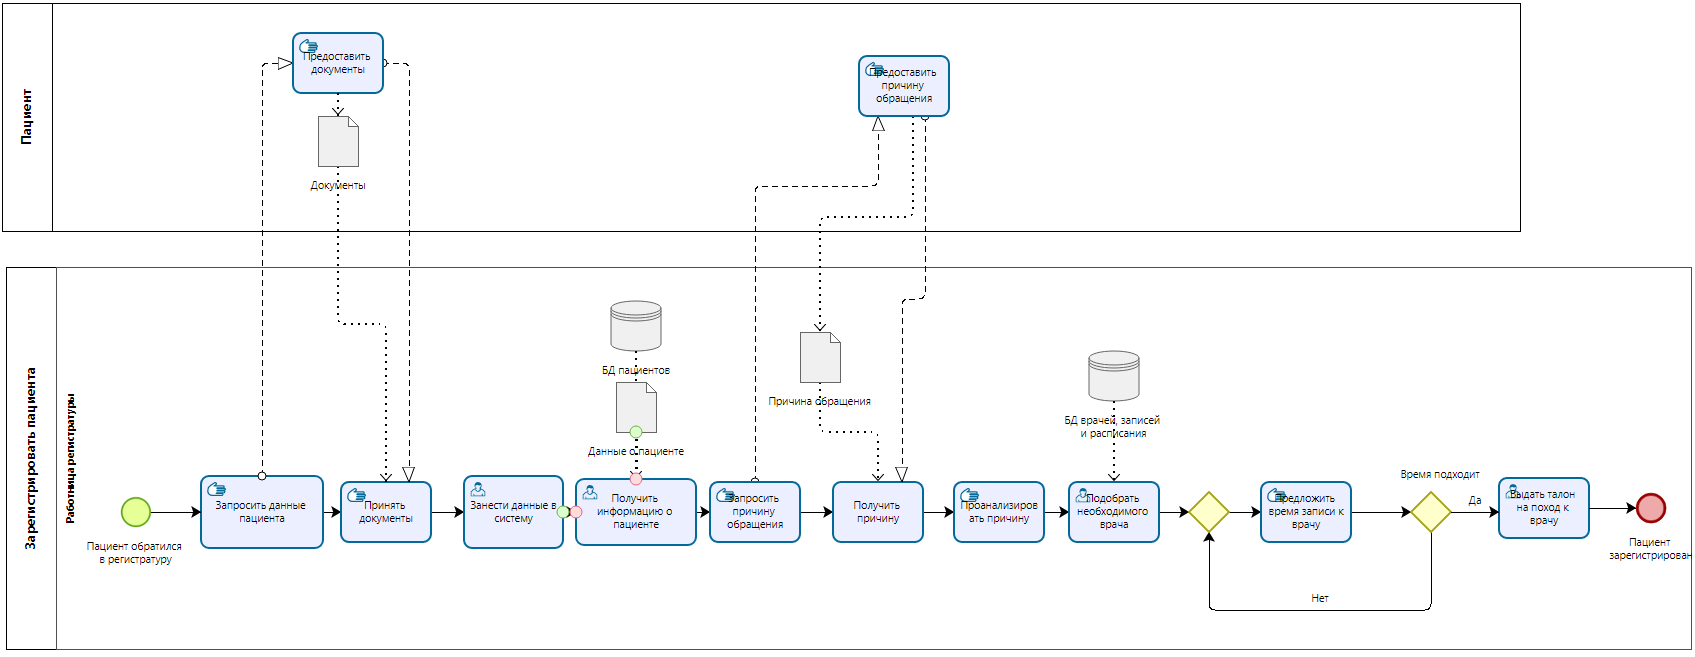 Пациент
Предоставить
документы
Документы
Предоставить
причину
обращения
Зарегистрировать пациента
Работница регистратуры
Пациент обратился
в регистратуру
Запросить данные
пациента
Принять
документы
Занести данные в
систему
БД пациентов
Данные о пациенте
Получить
информацию о
пациенте
Запросить
причину
обращения
Причина обращения
Получить
причину
Проанализиров
ать причину
БД врачей, записей
и расписания
Подобрать
необходимого
врача
Предложить
время записи к
врачу
Время подходит
Да
Нет
Выдать талон
на поход к
врачу
Пациент
зарегистрирован